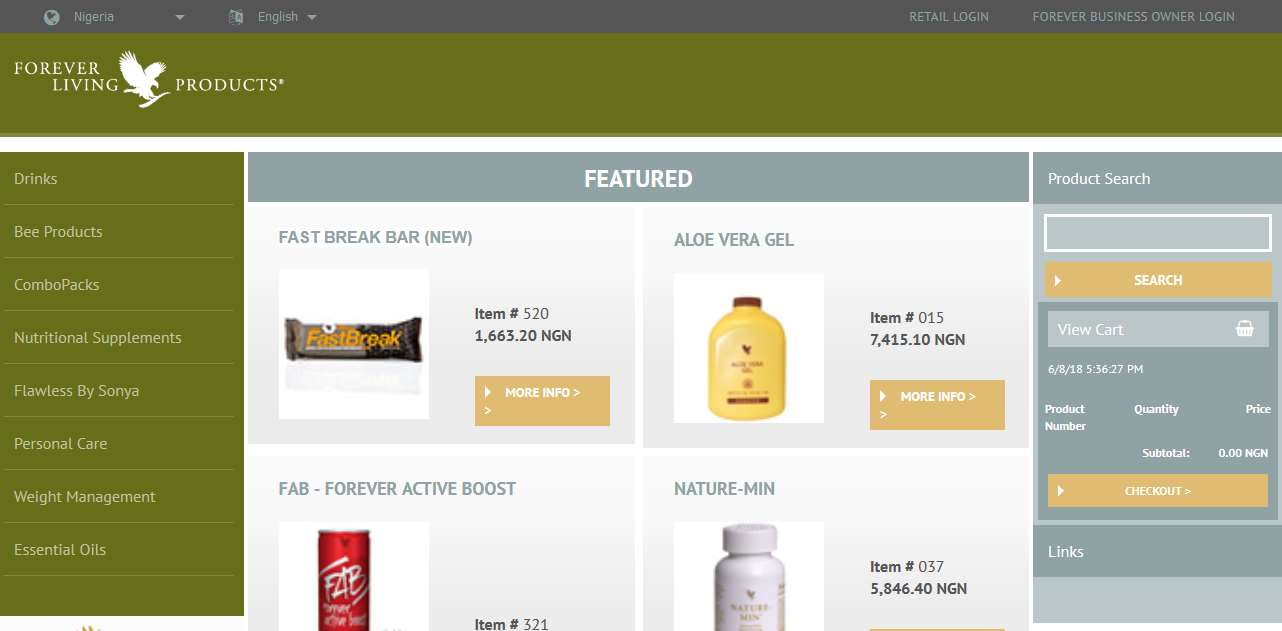 Nigeria
English
RETAIL LOGIN
FOREVER BUSINESS OWNER LOGIN
FOREVER
LIVING
PRODUCTS®
Drinks
Bee Products
ComboPacks
Nutritional Supplements
Flawless By Sonya
Personal Care
Weight Management
Essential Oils
FEATURED
FAST BREAK BAR (NEW)
FastBreak
Item # 520
1,663.20 NGN
MORE INFO >
>
ALOE VERA GEL
ALOE VERA
GEL
Item # 015
7,415.10 NGN
MORE INFO >
>
FAB - FOREVER ACTIVE BOOST
FAB
forever
active boost
Item # 321
NATURE-MIN
NATURE-
MIN
Item # 037
5,846.40 NGN
Product Search
SEARCH
View Cart
6/8/18 5:36:27 PM
Product Number Quantity Price
Subtotal: 0.00 NGN
CHECKOUT >
Links